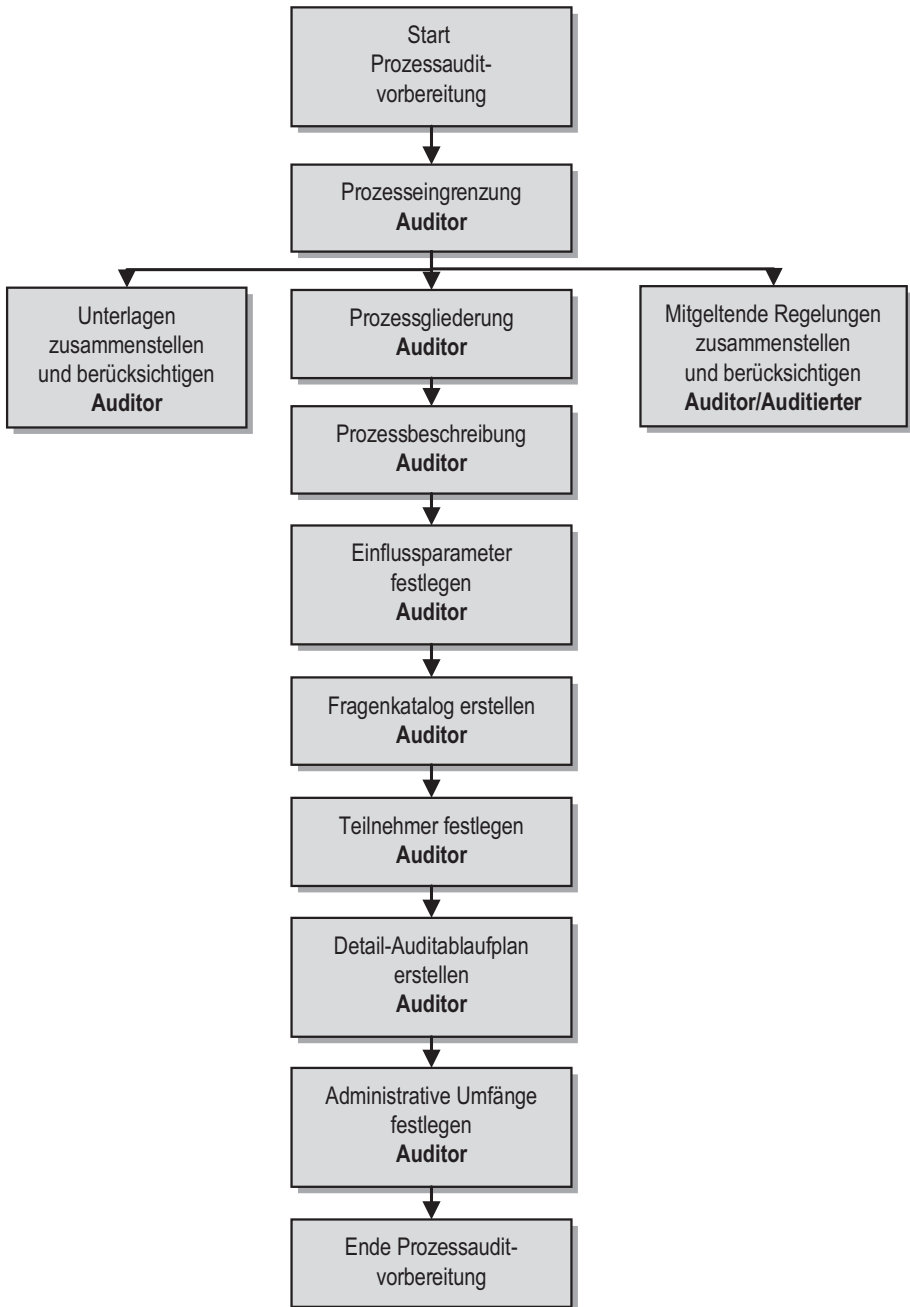 Start
Prozessaudit-
vorbereitung
Prozesseingrenzung
Auditor
Unterlagen
zusammenstellen
und berücksichtigen
Auditor
Prozessgliederung
Auditor
Mitgeltende Regelungen
zusammenstellen
und berücksichtigen
Auditor/Auditierter
Prozessbeschreibung
Auditor
Einflussparameter
festlegen
Auditor
Fragenkatalog erstellen
Auditor
Teilnehmer festlegen
Auditor
Detail-Auditablaufplan
erstellen
Auditor
Administrative Umfänge
festlegen
Auditor
Ende Prozessaudit-
vorbereitung